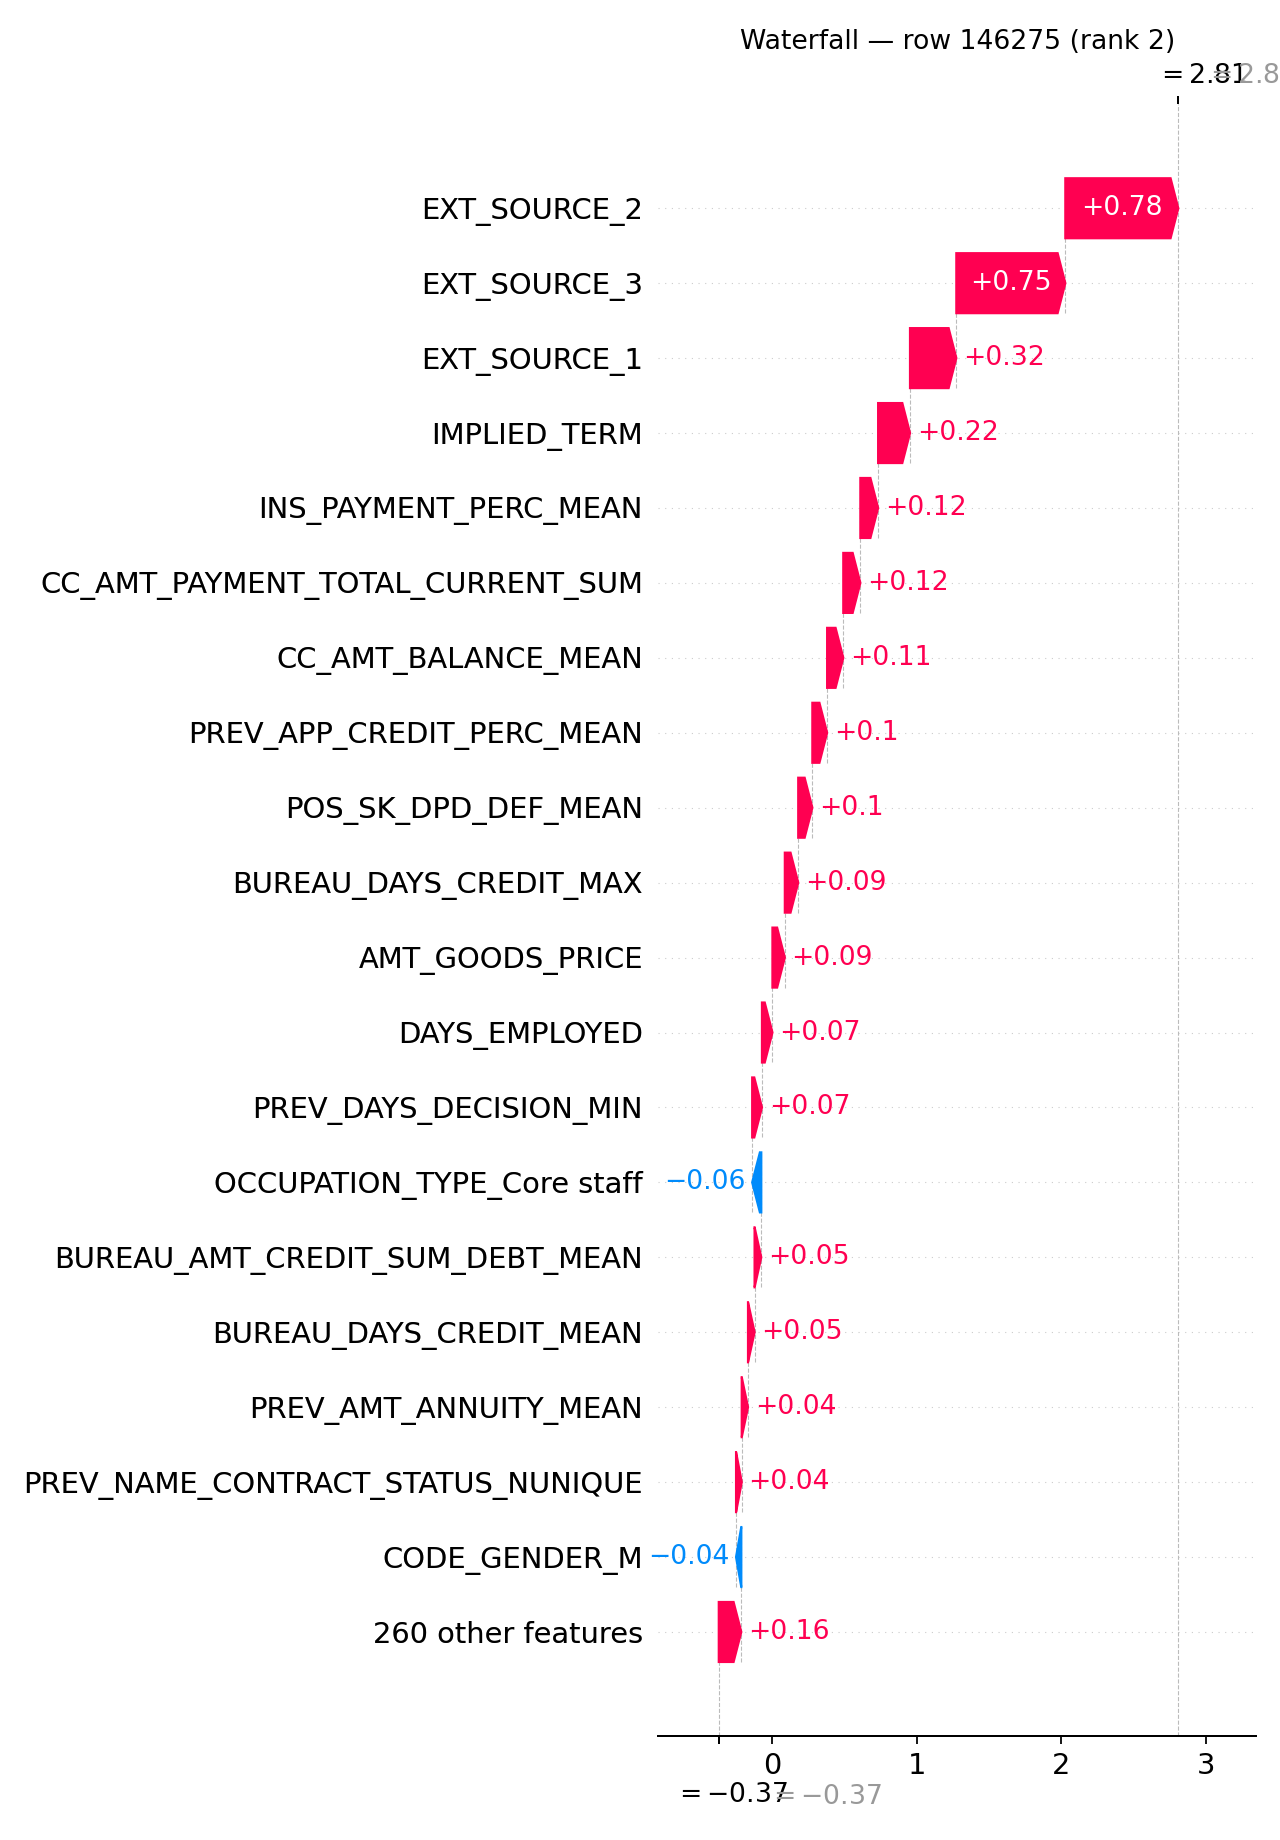 Waterfall — row 146275 (rank 2)
= 2.81
= 2.8
EXT_SOURCE_2
+0.78
EXT_SOURCE_3
+0.75
EXT_SOURCE_1
+0.32
IMPLIED_TERM
+0.22
INS_PAYMENT_PERC_MEAN
+0.12
CC_AMT_PAYMENT_TOTAL_CURRENT_SUM
+0.12
CC_AMT_BALANCE_MEAN
+0.11
PREV_APP_CREDIT_PERC_MEAN
+0.1
POS_SK_DPD_DEF_MEAN
+0.1
BUREAU_DAYS_CREDIT_MAX
+0.09
AMT_GOODS_PRICE
+0.09
DAYS_EMPLOYED
+0.07
PREV_DAYS_DECISION_MIN
+0.07
OCCUPATION_TYPE_Core staff
−0.06
BUREAU_AMT_CREDIT_SUM_DEBT_MEAN
+0.05
BUREAU_DAYS_CREDIT_MEAN
+0.05
PREV_AMT_ANNUITY_MEAN
+0.04
PREV_NAME_CONTRACT_STATUS_NUNIQUE
+0.04
CODE_GENDER_M
−0.04
260 other features
+0.16
0 1 2 3
= −0.37
= −0.37